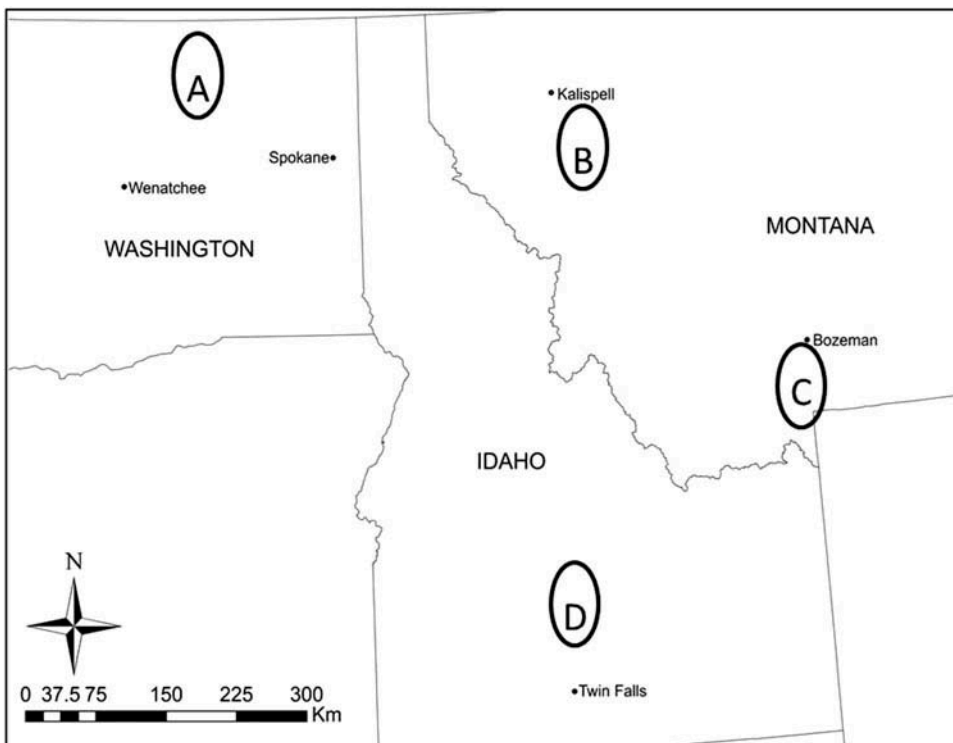 A
Kalispell
B
Spokane
Wenatchee
MONTANA
WASHINGTON
Bozeman
C
IDAHO
N
D
Twin Falls
0 37.5 75 150 225 300
Km